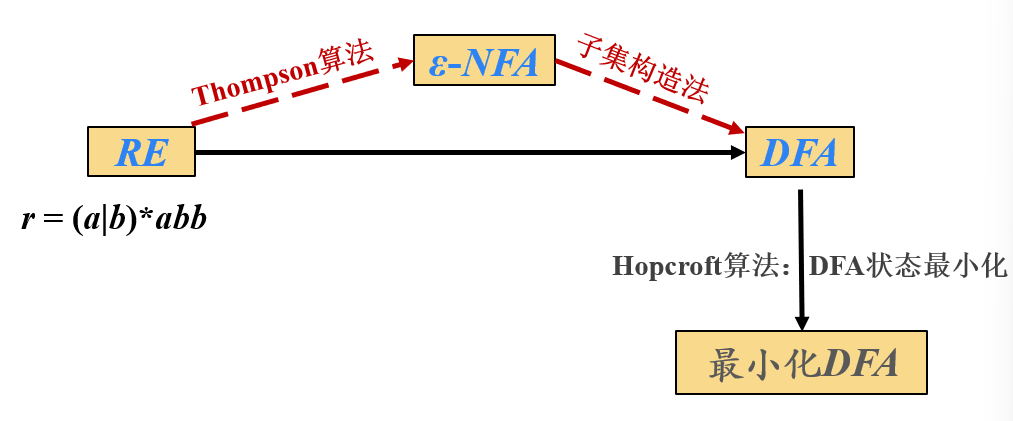 ε-NFA
Thompson算法
子集构造法
RE
DFA
r = (a|b)*abb
Hopcroft算法：DFA状态最小化
最小化DFA